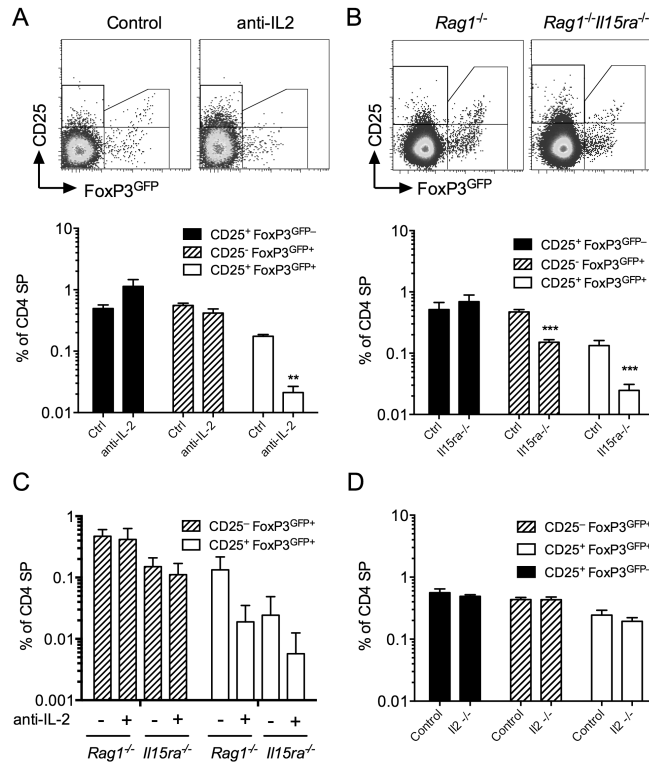 A
Control
anti-IL2
CD25
FoxP3GFP
% of CD4 SP
10
1
0.1
0.01
CD25+ FoxP3GFP–
CD25- FoxP3GFP+
CD25+ FoxP3GFP+
**
Ctrl
anti-IL-2
Ctrl
anti-IL-2
Ctrl
anti-IL-2
B
Rag1-/-
Rag1-/-Il15ra-/-
CD25
FoxP3GFP
% of CD4 SP
10
1
0.1
0.01
CD25+ FoxP3GFP–
CD25- FoxP3GFP+
CD25+ FoxP3GFP+
***
***
Ctrl
Il15ra-/-
Ctrl
Il15ra-/-
Ctrl
Il15ra-/-
C
% of CD4 SP
1
0.1
0.01
0.001
CD25– FoxP3GFP+
CD25+ FoxP3GFP+
anti-IL-2 - + - + - + - +
Rag1-/- Il15ra-/- Rag1-/- Il15ra-/-
D
% of CD4 SP
10
1
0.1
0.01
CD25– FoxP3GFP+
CD25+ FoxP3GFP+
CD25+ FoxP3GFP-
Control
Il2 -/-
Control
Il2 -/-
Control
Il2 -/-